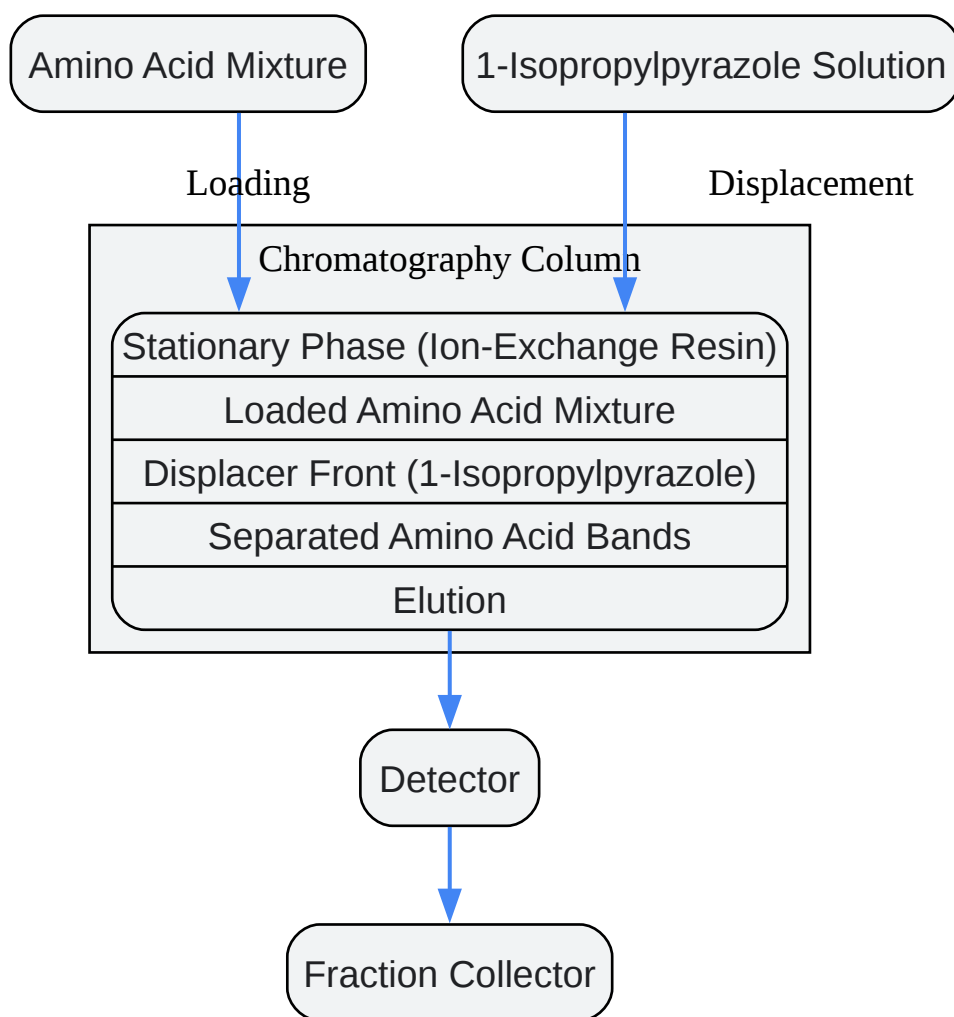 Amino Acid Mixture
1-Isopropylpyrazole Solution
Loading
Displacement
Chromatography Column
Stationary Phase (Ion-Exchange Resin)
Loaded Amino Acid Mixture
Displacer Front (1-Isopropylpyrazole)
Separated Amino Acid Bands
Elution
Detector
Fraction Collector